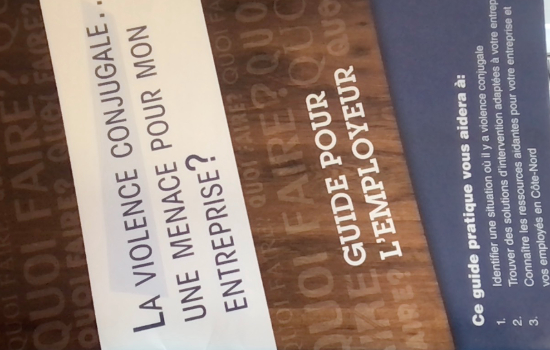 LA VIOLENCE CONJUGALE...
UNE MENACE POUR MON
ENTREPRISE?
GUIDE POUR
L'EMPLOYEUR
Ce guide pratique vous aidera à:
1. Identifier une situation où il y a violence conjugale
2. Trouver des solutions d'intervention adaptées à votre entrep
3. Connaître les ressources aidantes pour votre entreprise et
vos employés en Côte-Nord